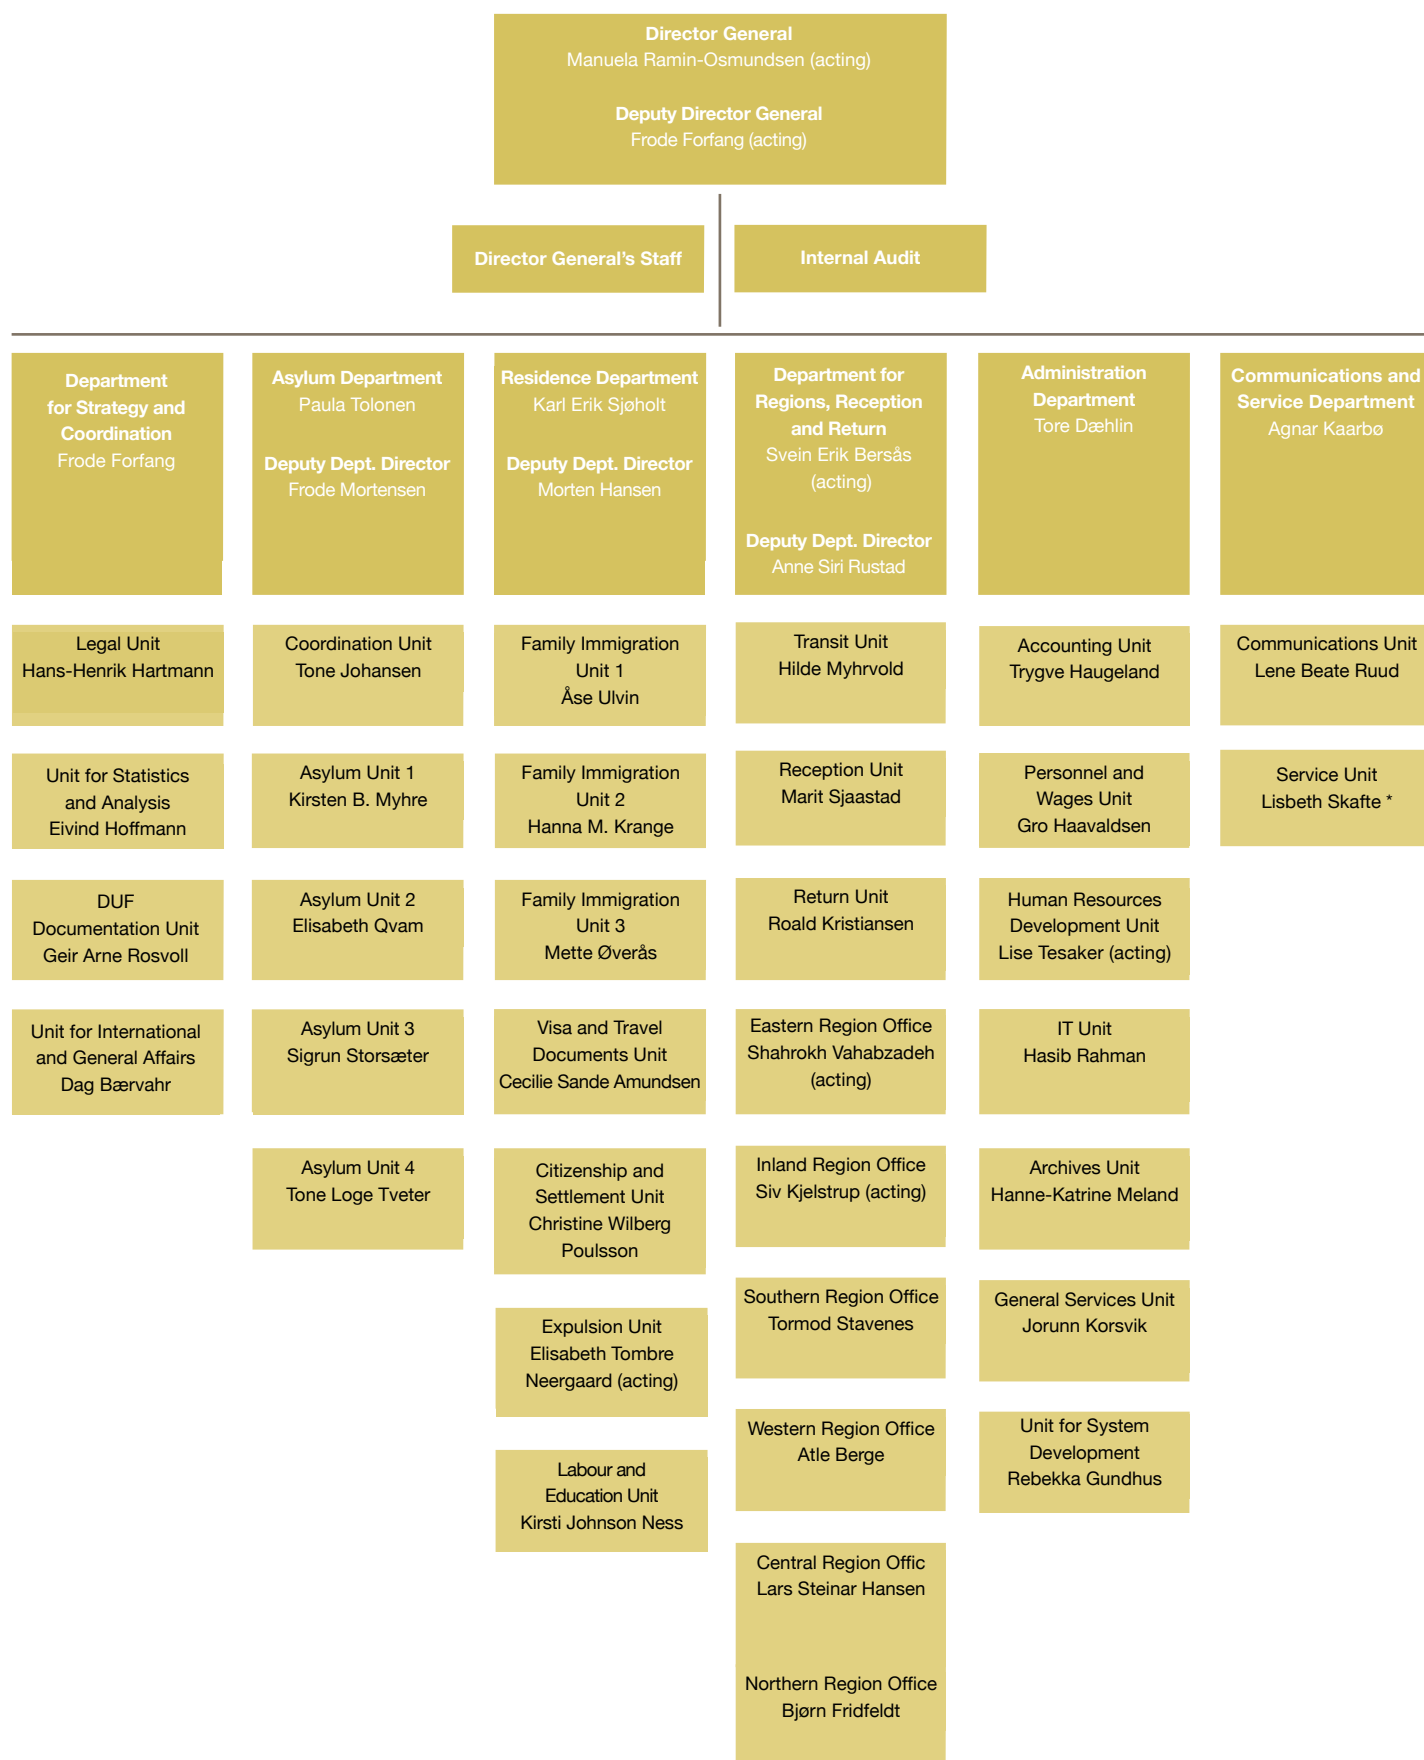 Director General
Manuela Ramin-Osmundsen (acting)
Deputy Director General
Frode Forfang (acting)
Director General's Staff
Internal Audit
Department
for Strategy and
Coordination
Frode Forfang
Asylum Department
Paula Tolonen
Deputy Dept. Director
Frode Mortensen
Residence Department
Karl Erik Sjøholt
Deputy Dept. Director
Morten Hansen
Department for
Regions, Reception
and Return
Svein Erik Bersås
(acting)
Deputy Dept. Director
Anne Siri Rustad
Administration
Department
Tore Dæhlin
Communications and
Service Department
Agnar Kaarbø
Legal Unit
Hans-Henrik Hartmann
Unit for Statistics
and Analysis
Eivind Hoffmann
DUF
Documentation Unit
Geir Arne Rosvoll
Unit for International
and General Affairs
Dag Bærvahr
Coordination Unit
Tone Johansen
Asylum Unit 1
Kirsten B. Myhre
Asylum Unit 2
Elisabeth Qvam
Asylum Unit 3
Sigrun Storsæter
Asylum Unit 4
Tone Loge Tveter
Family Immigration
Unit 1
Åse Ulvin
Family Immigration
Unit 2
Hanna M. Krange
Family Immigration
Unit 3
Mette Øverås
Visa and Travel
Documents Unit
Cecilie Sande Amundsen
Citizenship and
Settlement Unit
Christine Wilberg
Poulsson
Expulsion Unit
Elisabeth Tombre
Neergaard (acting)
Labour and
Education Unit
Kirsti Johnson Ness
Transit Unit
Hilde Myhrvold
Reception Unit
Marit Sjaastad
Return Unit
Roald Kristiansen
Eastern Region Office
Shahrokh Vahabzadeh
(acting)
Inland Region Office
Siv Kjelstrup (acting)
Southern Region Office
Tormod Stavenes
Western Region Office
Atle Berge
Central Region Offic
Lars Steinar Hansen
Northern Region Office
Bjørn Fridfeldt
Accounting Unit
Trygve Haugeland
Personnel and
Wages Unit
Gro Haavaldsen
Human Resources
Development Unit
Lise Tesaker (acting)
IT Unit
Hasib Rahman
Archives Unit
Hanne-Katrine Meland
General Services Unit
Jorunn Korsvik
Unit for System
Development
Rebekka Gundhus
Communications Unit
Lene Beate Ruud
Service Unit
Lisbeth Skafte *